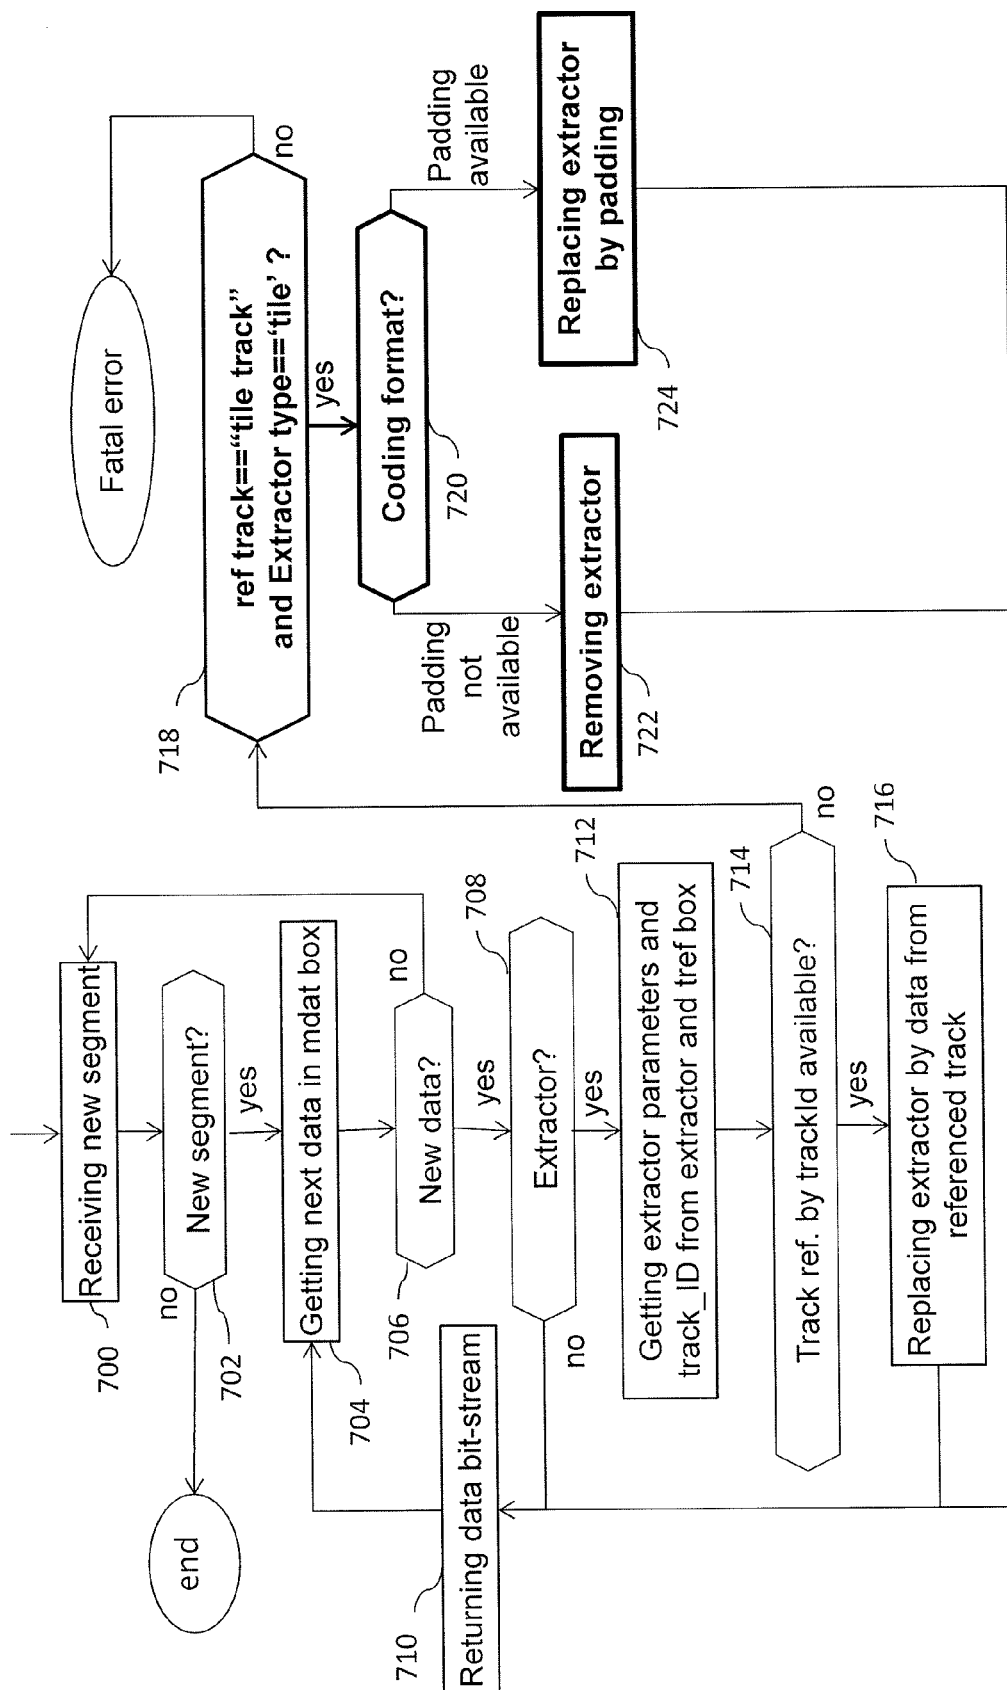 Receiving new segment
700
New segment?
no
702
end
yes
Getting next data in mdat box
704
New data?
no
706
yes
Extractor?
708
no
Returning data bit-stream
710
yes
Getting extractor parameters and
track_ID from extractor and tref box
712
Track ref. by trackId available?
714
no
yes
Replacing extractor by data from
referenced track
716
ref track=="tile track"
and Extractor type=='tile' ?
718
no
Fatal error
yes
Coding format?
720
Padding
not
available
Removing extractor
722
Padding
available
Replacing extractor
by padding
724